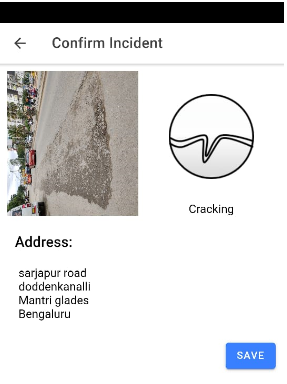 Confirm Incident
Cracking
Address:
sarjapur road
doddenkanalli
Mantri glades
Bengaluru
SAVE